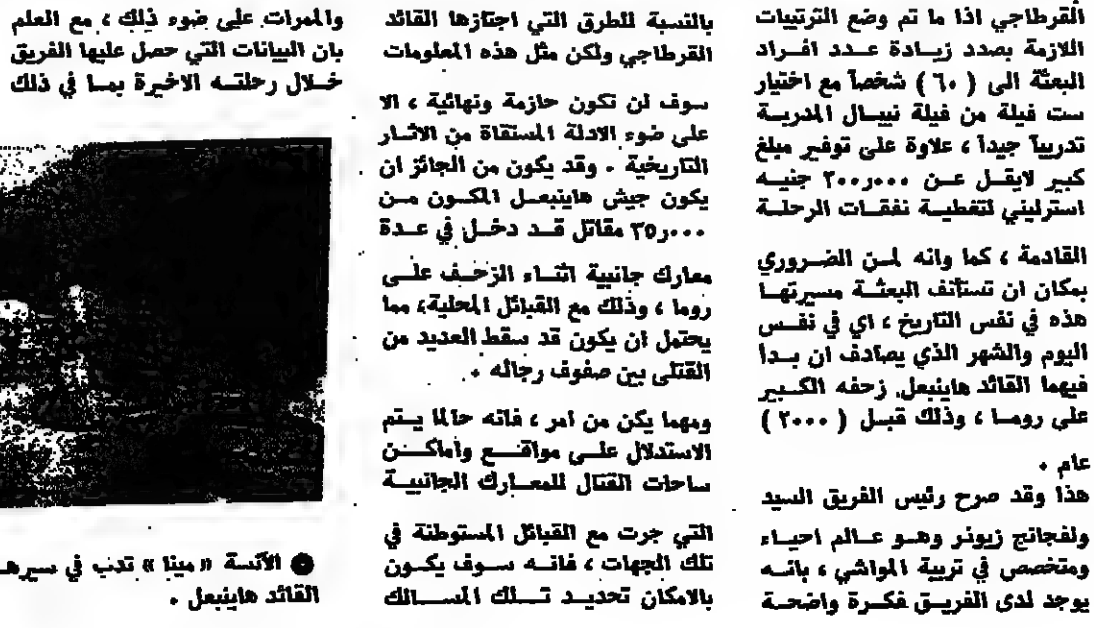 القرطاجي اذا ما تم وضع الترتيبات
اللازمة بصدد زيادة عدد افراد
البعثة الى ( ٦٠ ) شخصاً مع اختيار
ست فيلة من فيلة نيبال المدربة
تدريباً جيداً ، علاوة على توفير مبلغ
كبير لايقل عن ٢٠٠ر٠٠٠ جنيه
استرليني لتغطية نفقات الرحلة
القادمة ، كما وانه لمن الضروري
بمكان ان تستأنف البعثة مسيرتها
هذه في نفس التاريخ ، اي في نفس
اليوم والشهر الذي يصادف ان بدأ
فيهما القائد هاينبعل زحفه الكبير
على روما ، وذلك قبل ( ٢٠٠٠ )
عام .
هذا وقد صرح رئيس الفريق السيد
ولفجانج زيونر وهو عالم احياء
ومتخصص في تربية المواشي ، بانه
يوجد لدى الفريق فكرة واضحة
بالنسبة للطرق التي اجتازها القائد
القرطاجي ولكن مثل هذه المعلومات
سوف لن تكون حازمة ونهائية ، الا
على ضوء الادلة المستقاة من الاثار
التاريخية . وقد يكون من الجائز ان
يكون جيش هاينبعل المكون من
٣٥ر٠٠٠ مقاتل قد دخل في عدة
معارك جانبية اثناء الزحف على
روما ، وذلك مع القبائل المحلية، مما
يحتمل ان يكون قد سقط العديد من
القتلى بين صفوف رجاله .
ومهما يكن من امر ، فانه حالما يتم
الاستدلال على مواقع وأماكن
ساحات القتال للمعارك الجانبية
التي جرت مع القبائل المستوطنة في
تلك الجهات ، فانه سوف يكون
بالامكان تحديد تلك المسالك
والممرات على ضوء ذلك ، مع العلم
بان البيانات التي حصل عليها الفريق
خلال رحلته الاخيرة بما في ذلك
الآنسة « مينا » تدب في سيرهـ
القائد هاينبعل .